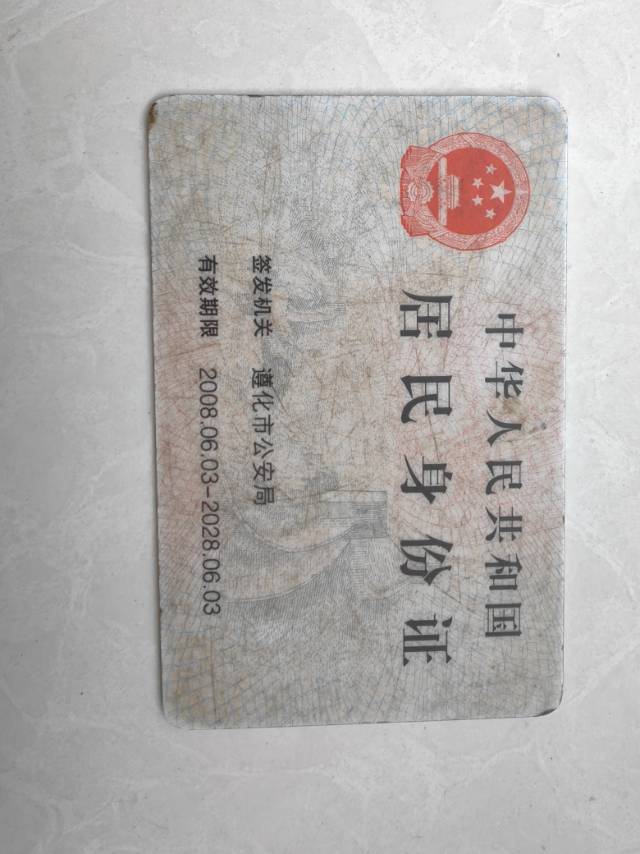 中华人民共和国
居民身份证
签发机关 遵化市公安局
有效期限 2008.06.03-2028.06.03